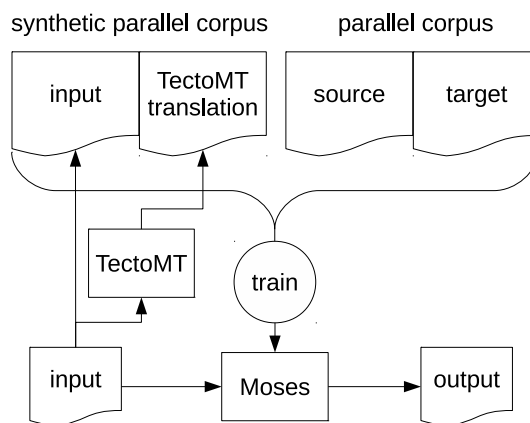 synthetic parallel corpus
parallel corpus
input
TectoMT
translation
source
target
TectoMT
train
input
Moses
output